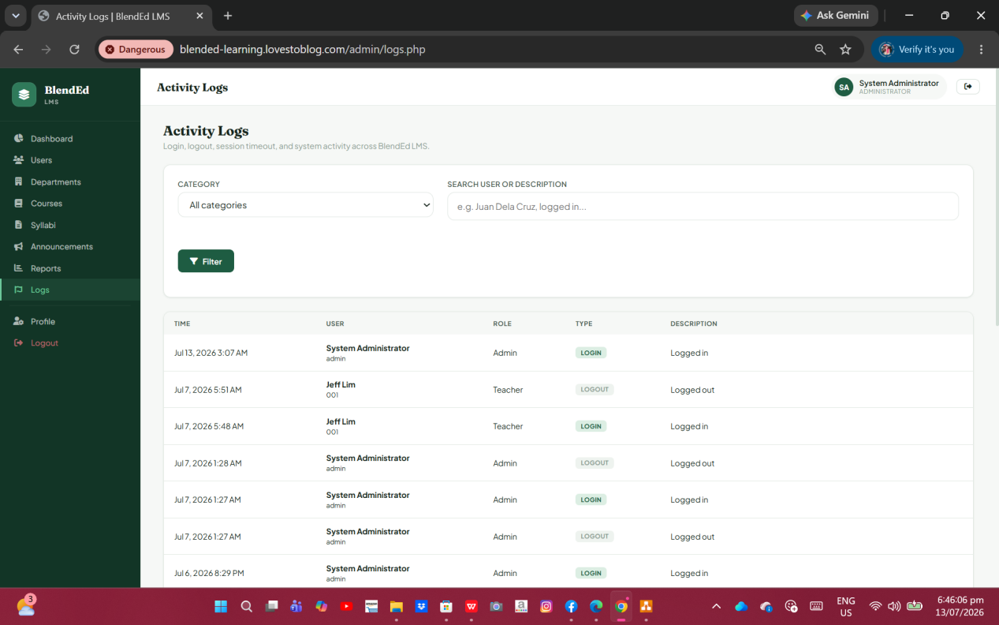 Activity Logs | BlendEd LMS
Ask Gemini
Dangerous
blended-learning.lovestoblog.com/admin/logs.php
Verify it's you
BlendEd
LMS
Dashboard
Users
Departments
Courses
Syllabi
Announcements
Reports
Logs
Profile
Logout
Activity Logs
SA
System Administrator
ADMINISTRATOR
Activity Logs
Login, logout, session timeout, and system activity across BlendEd LMS.
CATEGORY
All categories
SEARCH USER OR DESCRIPTION
e.g. Juan Dela Cruz, logged in...
Filter
TIME USER ROLE TYPE DESCRIPTION
Jul 13, 2026 3:07 AM System Administrator admin Admin LOGIN Logged in
Jul 7, 2026 5:51 AM Jeff Lim 001 Teacher LOGOUT Logged out
Jul 7, 2026 5:48 AM Jeff Lim 001 Teacher LOGIN Logged in
Jul 7, 2026 1:28 AM System Administrator admin Admin LOGOUT Logged out
Jul 7, 2026 1:27 AM System Administrator admin Admin LOGIN Logged in
Jul 7, 2026 1:27 AM System Administrator admin Admin LOGOUT Logged out
Jul 6, 2026 8:29 PM System Administrator admin Admin LOGIN Logged in
3
ENG
US
6:46:06 pm
13/07/2026